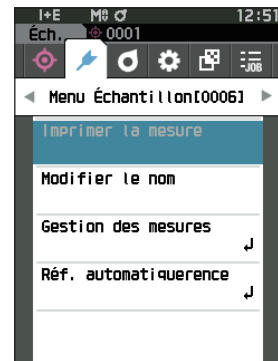 I+E M0 12:51
Éch. 0001
-JOB
Menu Échantillon[0006]
Imprimer la mesure
Modifier le nom
Gestion des mesures
Réf. automatiquerence